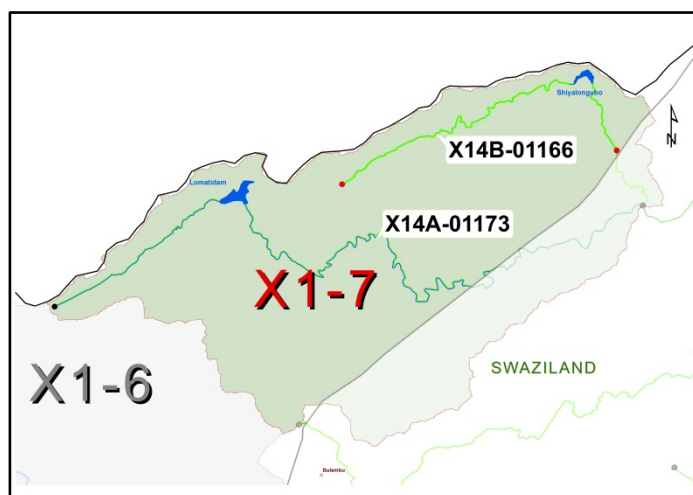 Shiyalongubo
X14B-01166
N
Lomatidam
X14A-01173
X1-7
X1-6
SWAZILAND
Bulembu